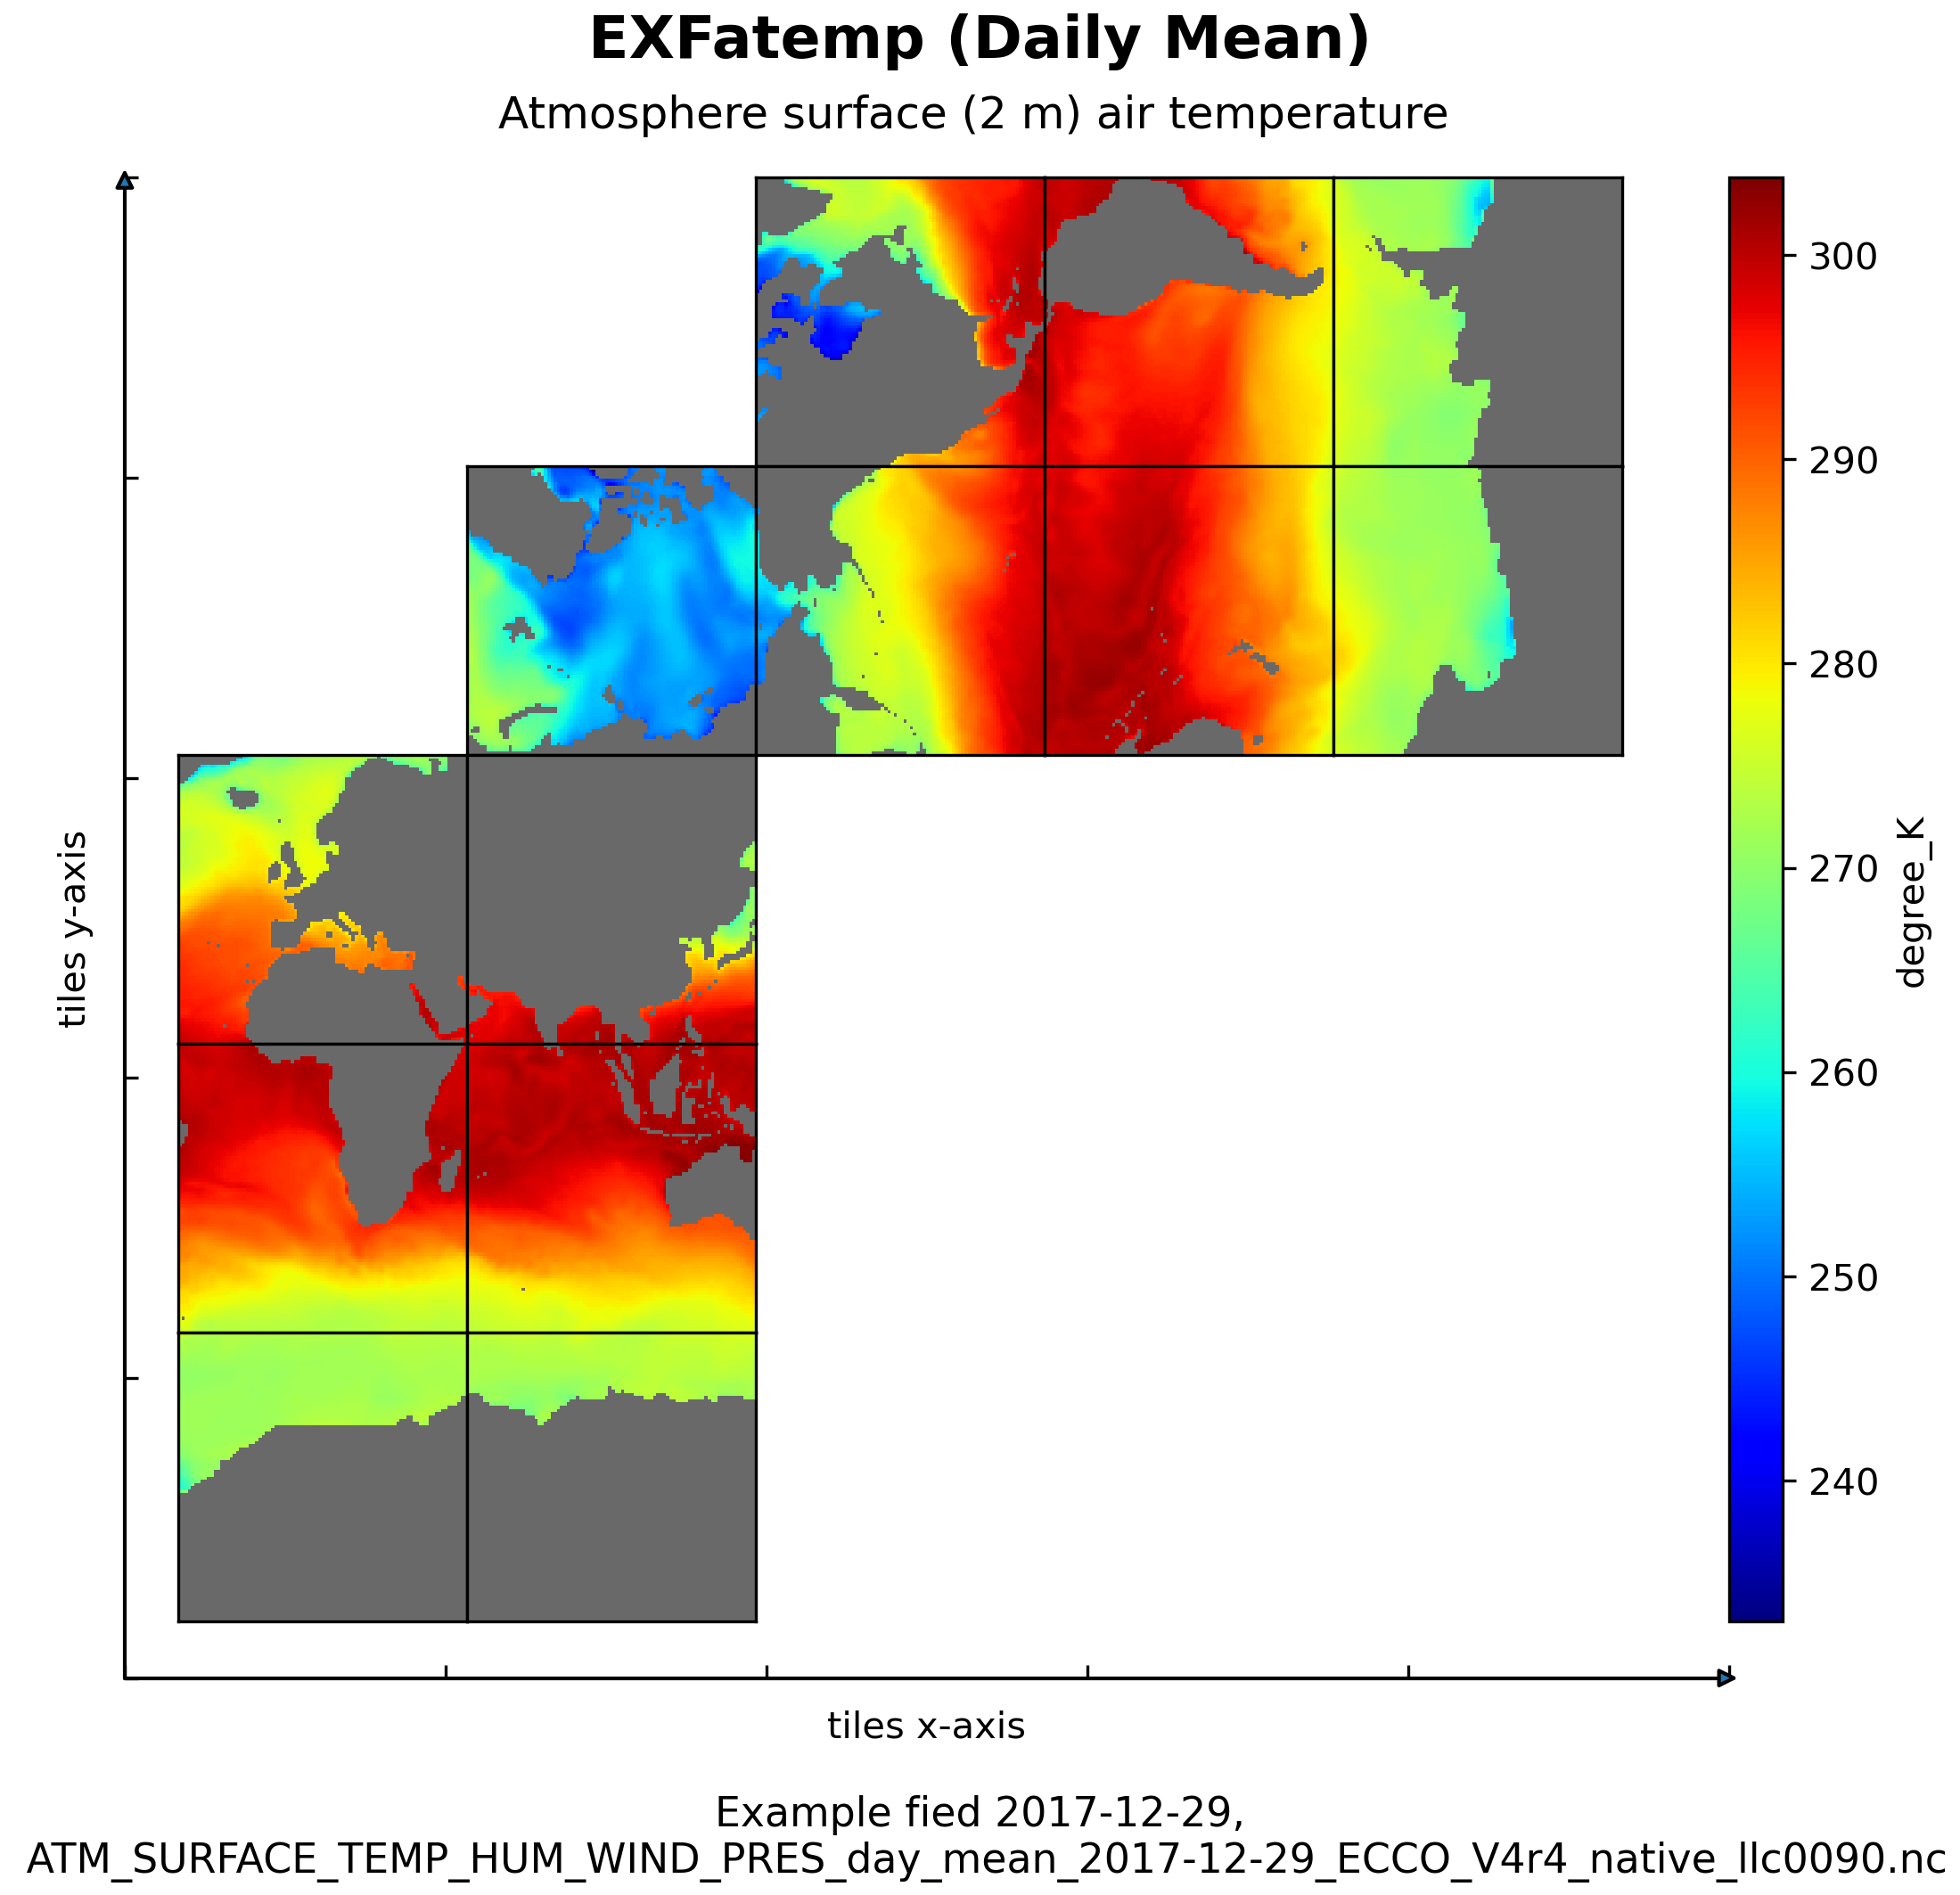 EXFatemp (Daily Mean)
Atmosphere surface (2 m) air temperature
tiles y-axis
300
290
280
270
260
250
240
degree_K
tiles x-axis
Example fied 2017-12-29,
ATM_SURFACE_TEMP_HUM_WIND_PRES_day_mean_2017-12-29_ECCO_V4r4_native_llc0090.nc